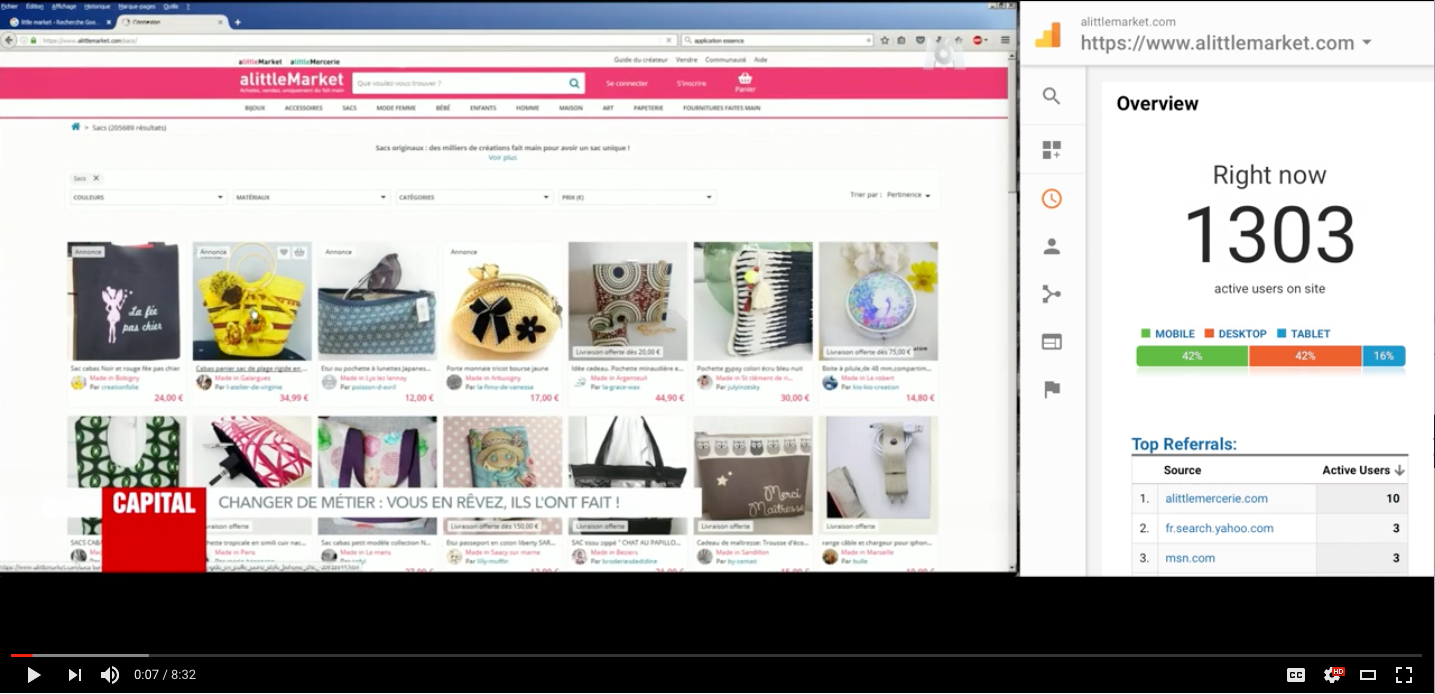 Fichier Édition Affichage Historique Marque-pages Outils ?
little market - Recherche Goo... × Connexion × +
https://www.alittlemarket.com/sacs/
application essence
alittleMarket alittleMercerie
Guide du créateur Vendre Communauté Aide
alittleMarket
Achetez, vendez, uniquement du fait main
Que voulez-vous trouver ?
Se connecter S'inscrire Panier
BIJOUX ACCESSOIRES SACS MODE FEMME BÉBÉ ENFANTS HOMME MAISON ART PAPETERIE FOURNITURES FAITES MAIN
> Sacs (205689 résultats)
Sacs originaux : des milliers de créations fait main pour avoir un sac unique !
Voir plus
Sacs ×
COULEURS MATÉRIAUX CATÉGORIES PRIX (€)
Trier par : Pertinence
Annonce Annonce Annonce Annonce
La fée
pas chier
Livraison offerte dès 20,00 € Livraison offerte dès 75,00 €
Sac cabas Noir et rouge fée pas chier
Made in Bologny
Par creationfolie
24,00 €
Cabas panier sac de plage rigide en ...
Made in Galargues
Par l-atelier-de-virginie
34,99 €
Etui ou pochette à lunettes Japanes...
Made in Lys lez lannoy
Par poisson-d-avril
12,00 €
Porte monnaie tricot bourse jaune
Made in Artuvogny
Par la-fimo-de-vanesse
17,00 €
Idée cadeau. Pochette minaudière e...
Made in Argenteuil
Par la-grace-wax
44,90 €
Pochette gypsy coton écru bleu nuit
Made in St clément de ri...
Par julyinzesky
30,00 €
Boite à pilule,de 48 mm,compartim...
Made in Le robert
Par kio-kio-creation
14,80 €
Merci
Maîtresse
CAPITAL
CHANGER DE MÉTIER : VOUS EN RÊVEZ, ILS L'ONT FAIT !
Livraison offerte Livraison offerte dès 150,00 € Livraison offerte Livraison offerte Livraison offerte
SACS CABA
Made in Paris
Sac cabas petit modèle collection N...
Made in Le mans
Étui passeport en coton liberty SAR...
Made in Saacy sur marne
Par lilly-muffin
SAC tissu zippé " CHAT AU PAPILLO...
Made in Beziers
Par broderiesdedidine
Cadeau de maîtresse: Trousse d'éco...
Made in Sandillon
Par by-cemati
range câble et chargeur pour iphon...
Made in Marseille
Par bulle
alittlemarket.com
https://www.alittlemarket.com
Overview
Right now
1303
active users on site
MOBILE DESKTOP TABLET
42% 42% 16%
Top Referrals:
Source Active Users
1. alittlemercerie.com 10
2. fr.search.yahoo.com 3
3. msn.com 3
0:07 / 8:32
CC HD